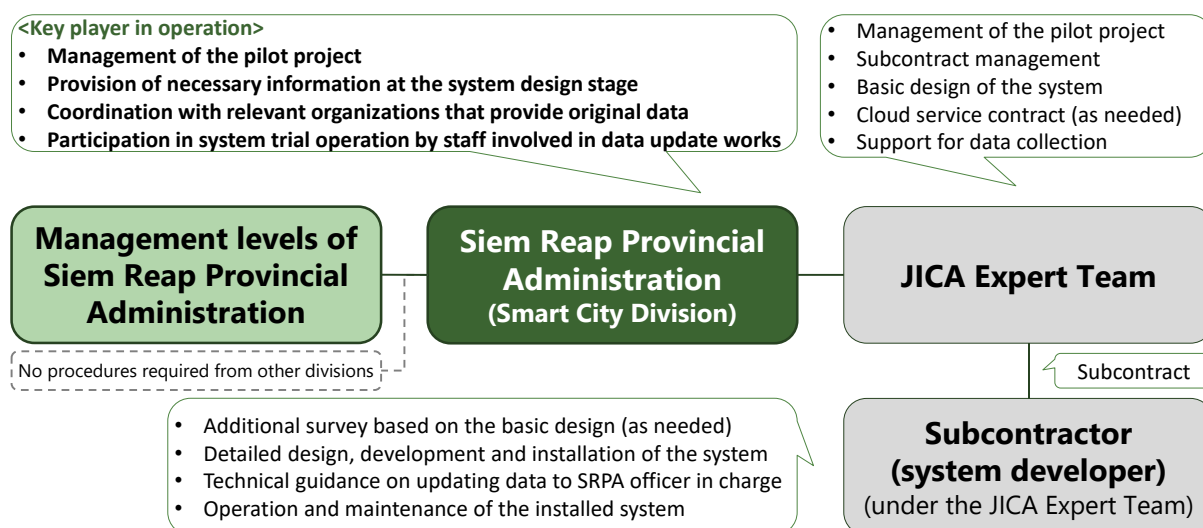 <Key player in operation>
• Management of the pilot project
• Provision of necessary information at the system design stage
• Coordination with relevant organizations that provide original data
• Participation in system trial operation by staff involved in data update works
• Management of the pilot project
• Subcontract management
• Basic design of the system
• Cloud service contract (as needed)
• Support for data collection
Management levels of
Siem Reap Provincial
Administration
Siem Reap Provincial
Administration
(Smart City Division)
JICA Expert Team
No procedures required from other divisions
Subcontract
• Additional survey based on the basic design (as needed)
• Detailed design, development and installation of the system
• Technical guidance on updating data to SRPA officer in charge
• Operation and maintenance of the installed system
Subcontractor
(system developer)
(under the JICA Expert Team)